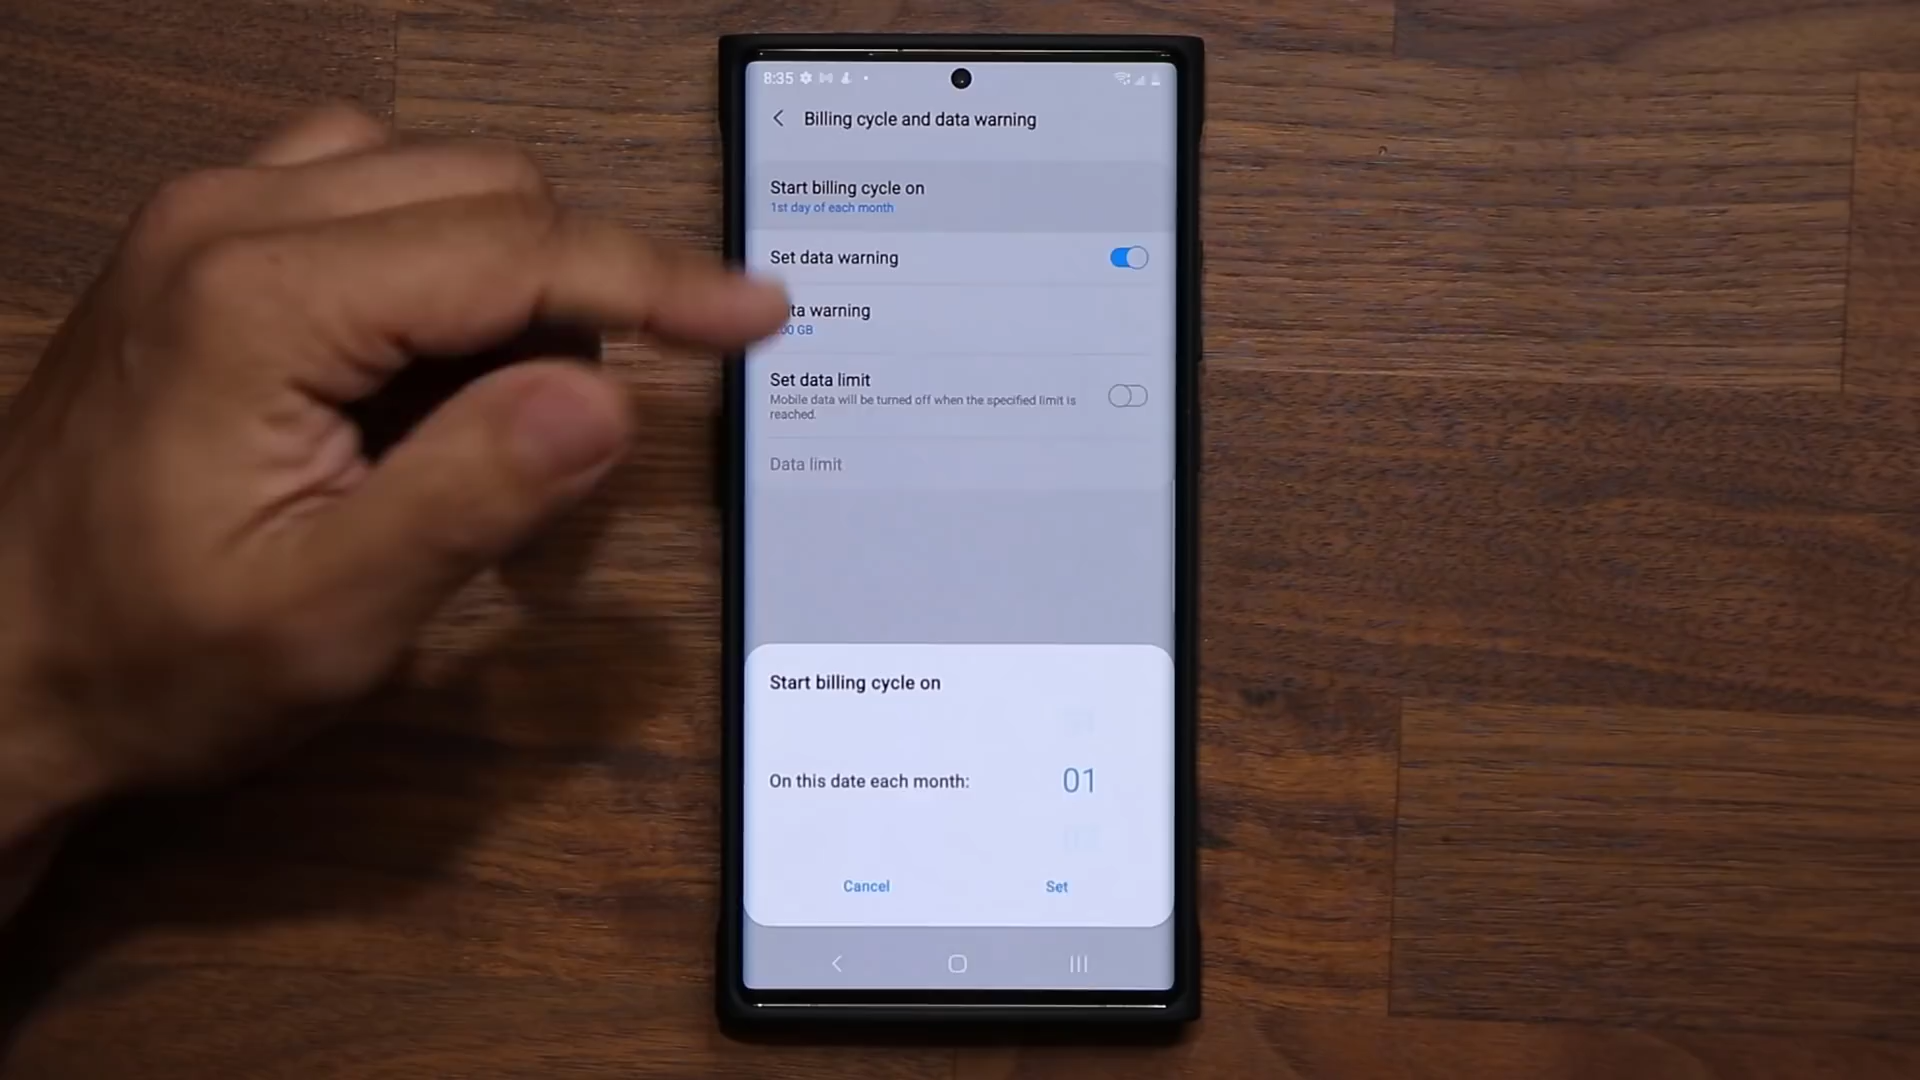 8:35
Billing cycle and data warning
Start billing cycle on
1st day of each month
Set data warning
warning
GB
Set data limit
Mobile data will be turned off when the specified limit is
reached.
Data limit
Start billing cycle on
On this date each month:
01
Cancel
Set